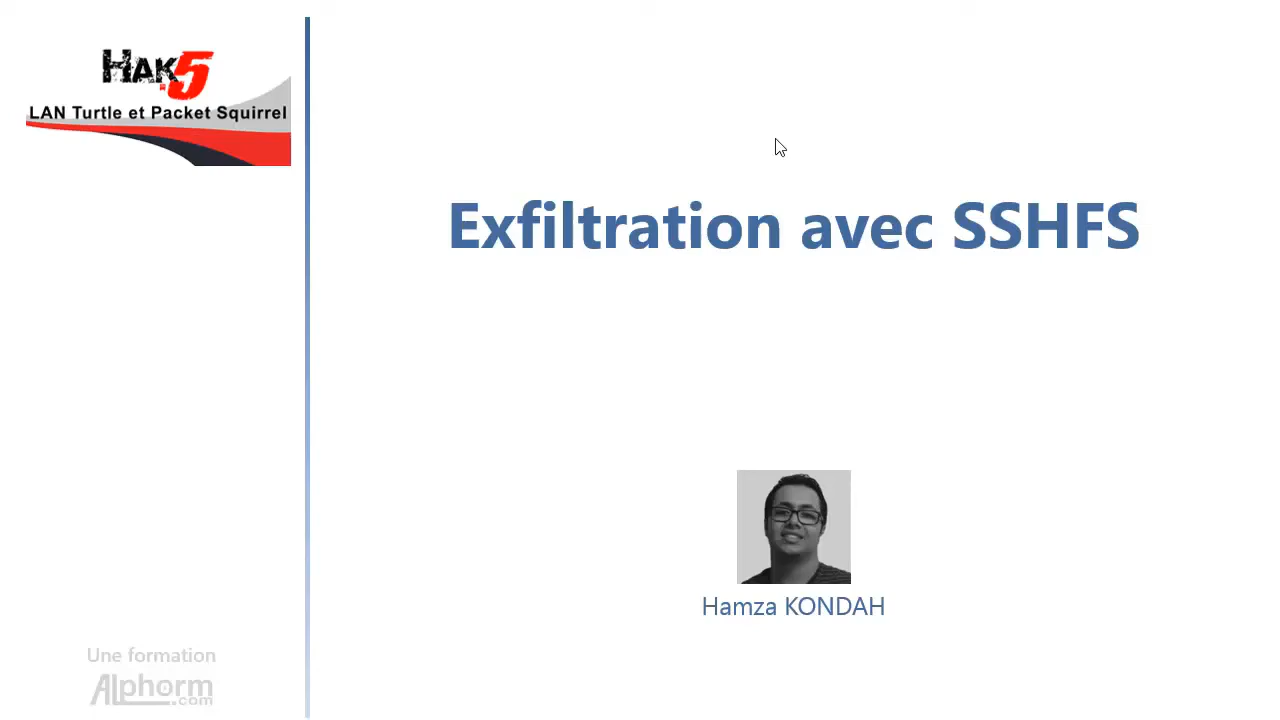 HAK5
LAN Turtle et Packet Squirrel
Exfiltration avec SSHFS
Hamza KONDAH
Une formation
Alphorm
.com